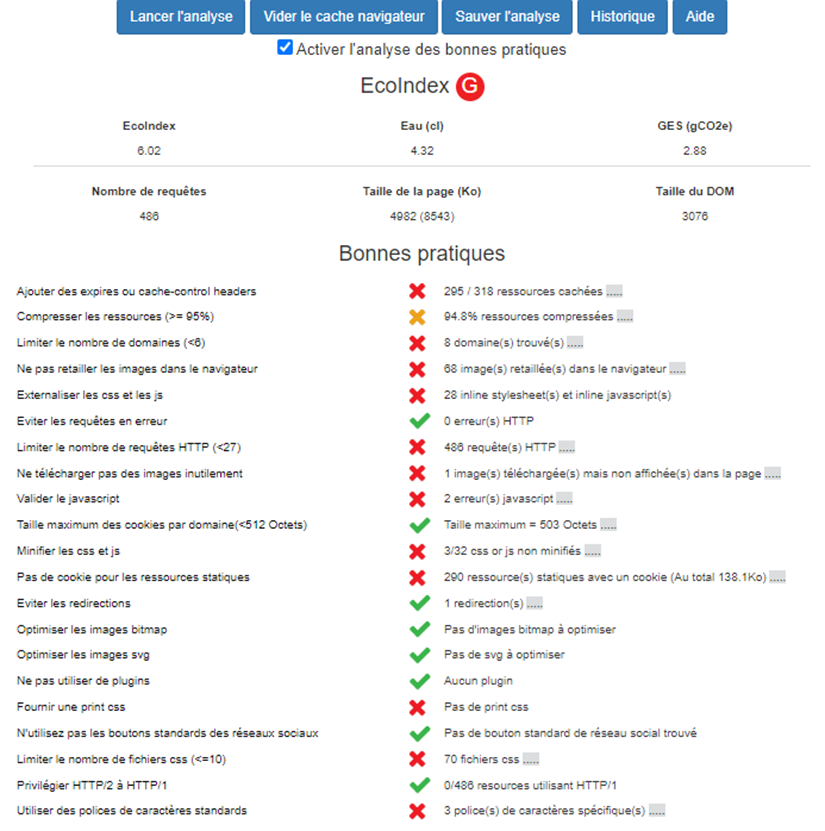 Lancer l'analyse Vider le cache navigateur Sauver l'analyse Historique Aide
Activer l'analyse des bonnes pratiques
EcoIndex G
EcoIndex Eau (cl) GES (gCO2e)
6.02 4.32 2.88
Nombre de requêtes Taille de la page (Ko) Taille du DOM
486 4982 (8543) 3076
Bonnes pratiques
Ajouter des expires ou cache-control headers 295 / 318 ressources cachées .....
Compresser les ressources (>= 95%) 94.8% ressources compressées .....
Limiter le nombre de domaines (<6) 8 domaine(s) trouvé(s) .....
Ne pas retailler les images dans le navigateur 68 image(s) retaillée(s) dans le navigateur .....
Externaliser les css et les js 28 inline stylesheet(s) et inline javascript(s)
Eviter les requêtes en erreur 0 erreur(s) HTTP
Limiter le nombre de requêtes HTTP (<27) 486 requête(s) HTTP .....
Ne télécharger pas des images inutilement 1 image(s) téléchargée(s) mais non affichée(s) dans la page .....
Valider le javascript 2 erreur(s) javascript .....
Taille maximum des cookies par domaine(<512 Octets) Taille maximum = 503 Octets .....
Minifier les css et js 3/32 css or js non minifiés .....
Pas de cookie pour les ressources statiques 290 ressource(s) statiques avec un cookie (Au total 138.1Ko) .....
Eviter les redirections 1 redirection(s) .....
Optimiser les images bitmap Pas d'images bitmap à optimiser
Optimiser les images svg Pas de svg à optimiser
Ne pas utiliser de plugins Aucun plugin
Fournir une print css Pas de print css
N'utilisez pas les boutons standards des réseaux sociaux Pas de bouton standard de réseau social trouvé
Limiter le nombre de fichiers css (<=10) 70 fichiers css .....
Privilégier HTTP/2 à HTTP/1 0/486 resources utilisant HTTP/1
Utiliser des polices de caractères standards 3 police(s) de caractères spécifique(s) .....